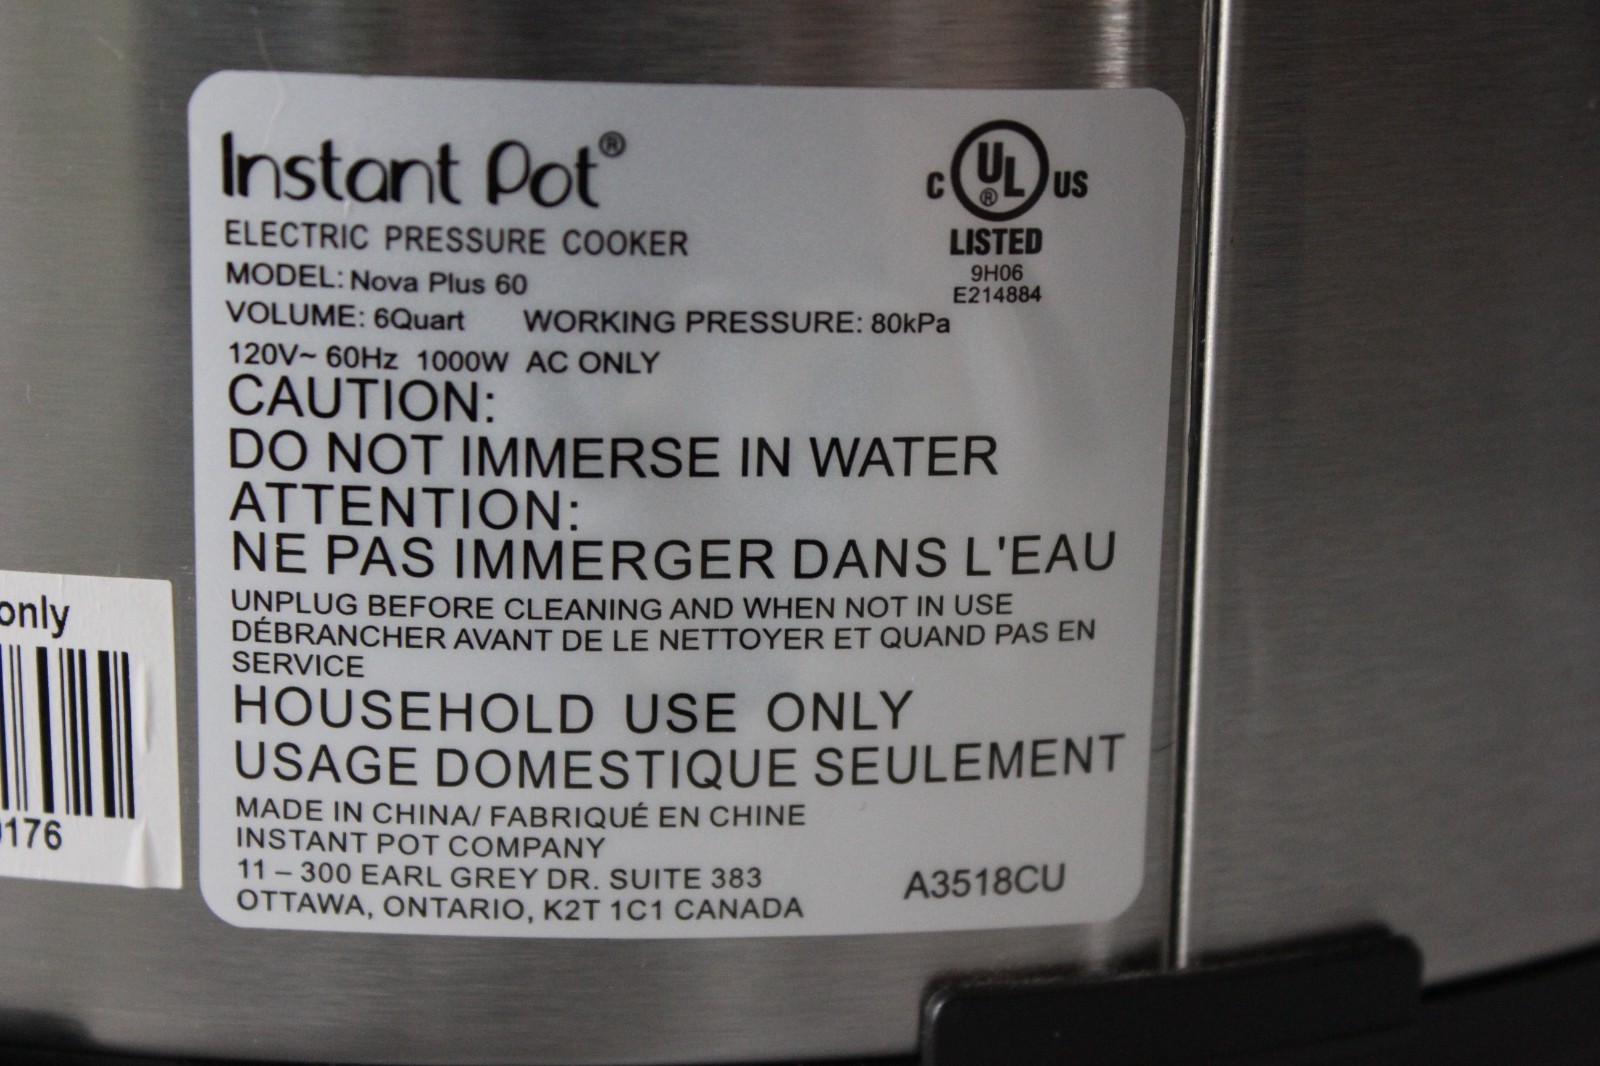 Instant Pot®
ELECTRIC PRESSURE COOKER
MODEL: Nova Plus 60
VOLUME: 6Quart WORKING PRESSURE: 80kPa
120V~ 60Hz 1000W AC ONLY
C UL® US
LISTED
9H06
E214884
CAUTION:
DO NOT IMMERSE IN WATER
ATTENTION:
NE PAS IMMERGER DANS L'EAU
UNPLUG BEFORE CLEANING AND WHEN NOT IN USE
DÉBRANCHER AVANT DE LE NETTOYER ET QUAND PAS EN
SERVICE
HOUSEHOLD USE ONLY
USAGE DOMESTIQUE SEULEMENT
MADE IN CHINA/ FABRIQUÉ EN CHINE
INSTANT POT COMPANY
11 – 300 EARL GREY DR. SUITE 383
OTTAWA, ONTARIO, K2T 1C1 CANADA
A3518CU
only
176